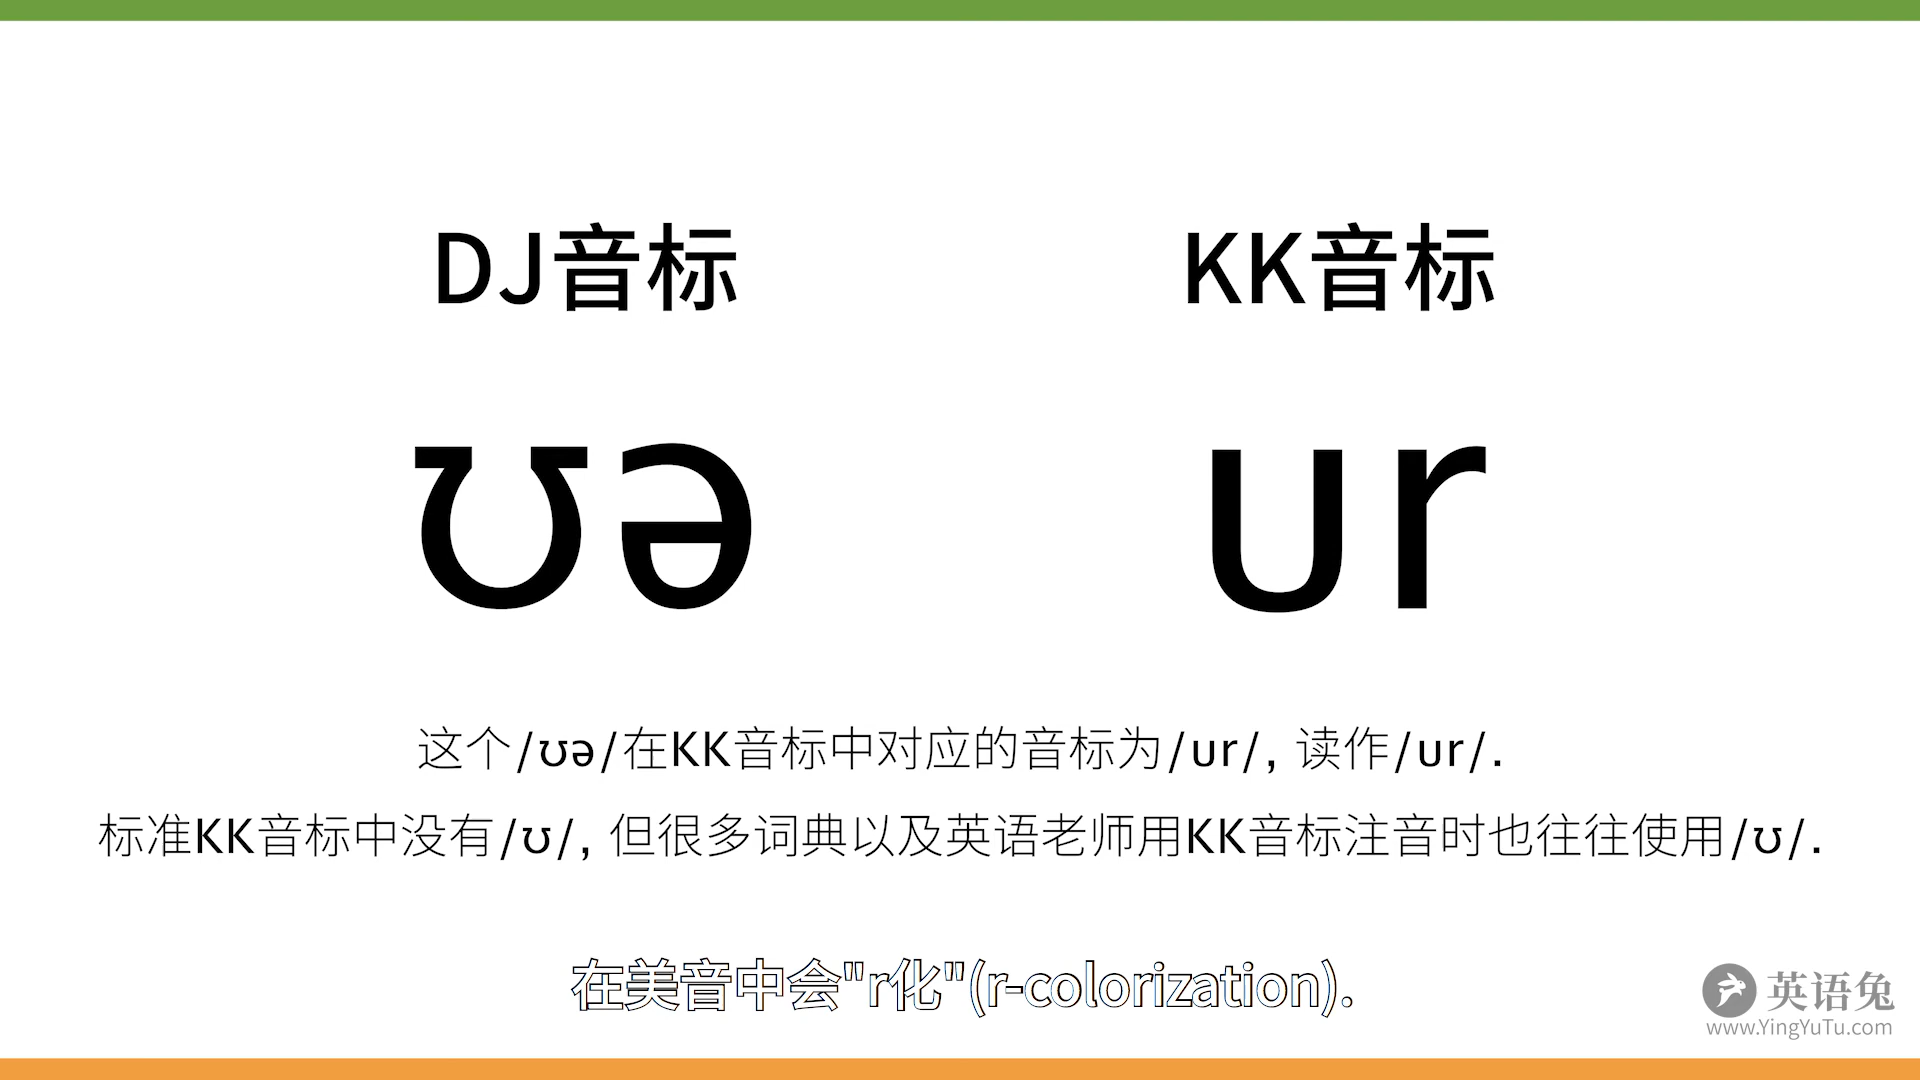 DJ音标 KK音标
ʊə ur
这个/ʊə/在KK音标中对应的音标为/ur/, 读作/ur/.
标准KK音标中没有/ʊ/, 但很多词典以及英语老师用KK音标注音时也往往使用/ʊ/.
在美音中会"r化"(r-colorization).
英语兔
www.YingYuTu.com